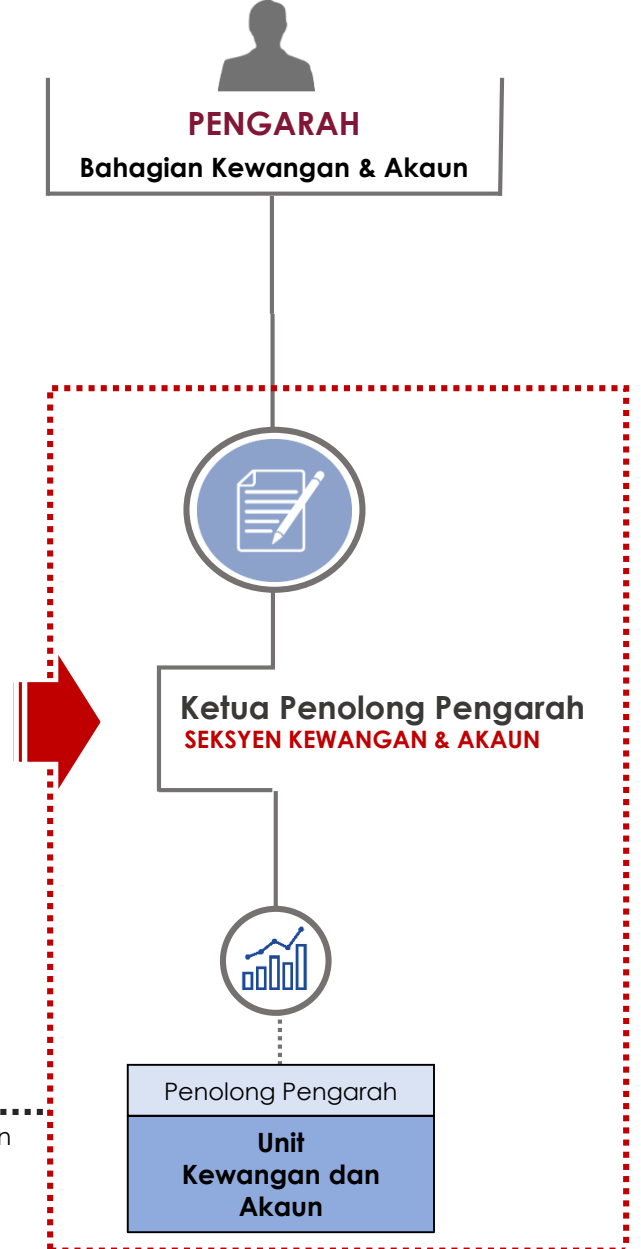 PENGARAH
Bahagian Kewangan & Akaun
Ketua Penolong Pengarah
SEKSYEN KEWANGAN & AKAUN
Penolong Pengarah
Unit
Kewangan dan
Akaun